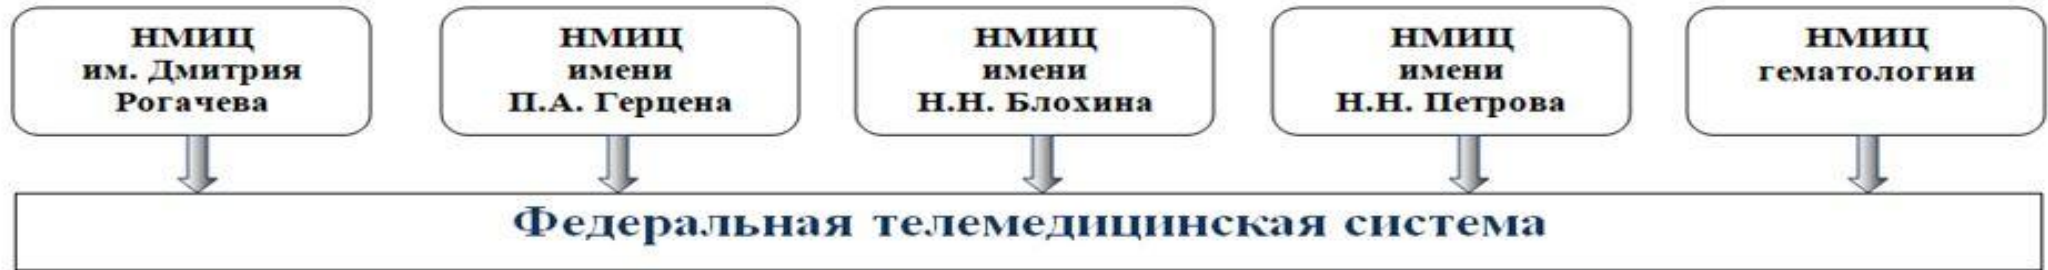 НМИЦ
им. Дмитрия
Рогачева
НМИЦ
имени
П.А. Герцена
НМИЦ
имени
Н.Н. Блохина
НМИЦ
имени
Н.Н. Петрова
НМИЦ
гематологии
Федеральная телемедицинская система